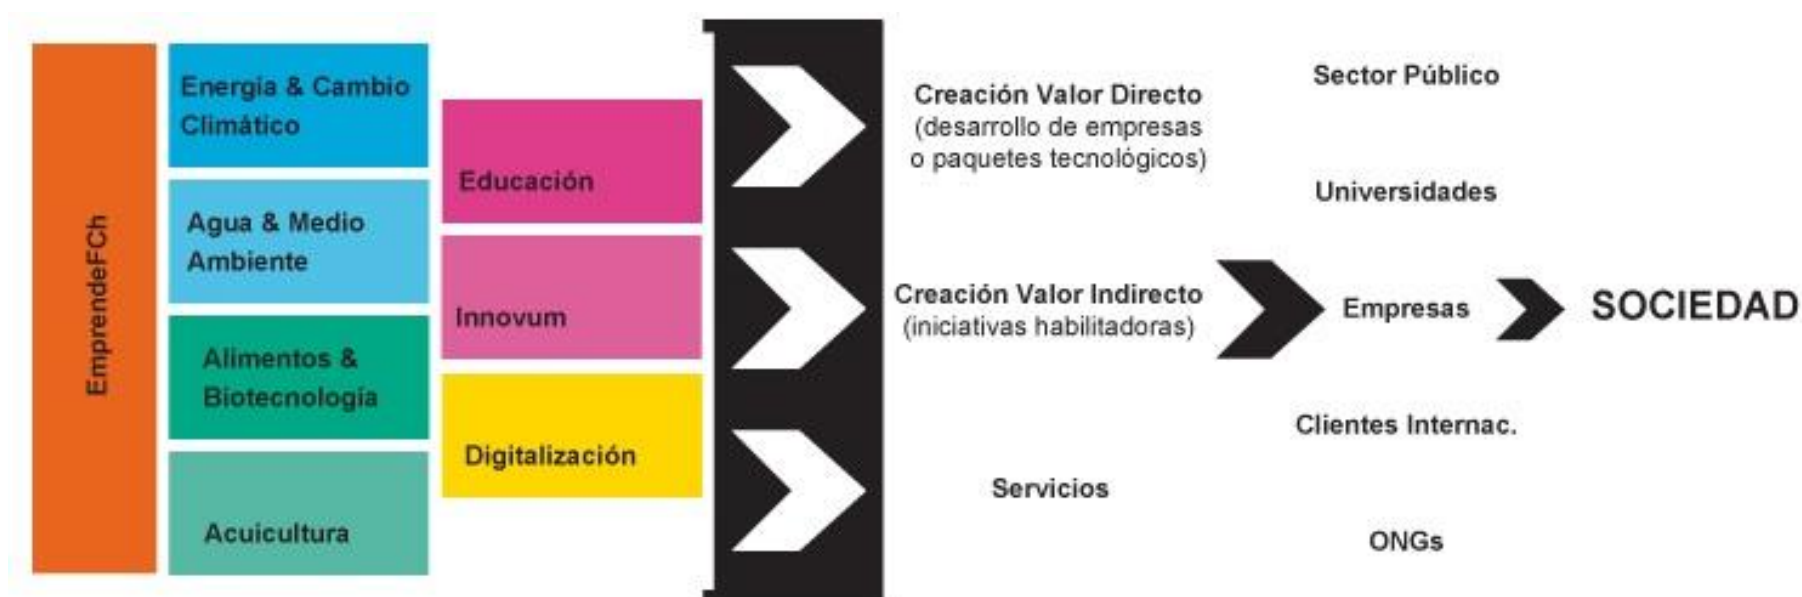 EmprendeFCh
Energía & Cambio
Climático
Agua & Medio
Ambiente
Alimentos &
Biotecnología
Acuicultura
Educación
Innovum
Digitalización
Creación Valor Directo
(desarrollo de empresas
o paquetes tecnológicos)
Creación Valor Indirecto
(iniciativas habilitadoras)
Servicios
Sector Público
Universidades
Empresas
Clientes Internac.
ONGs
SOCIEDAD